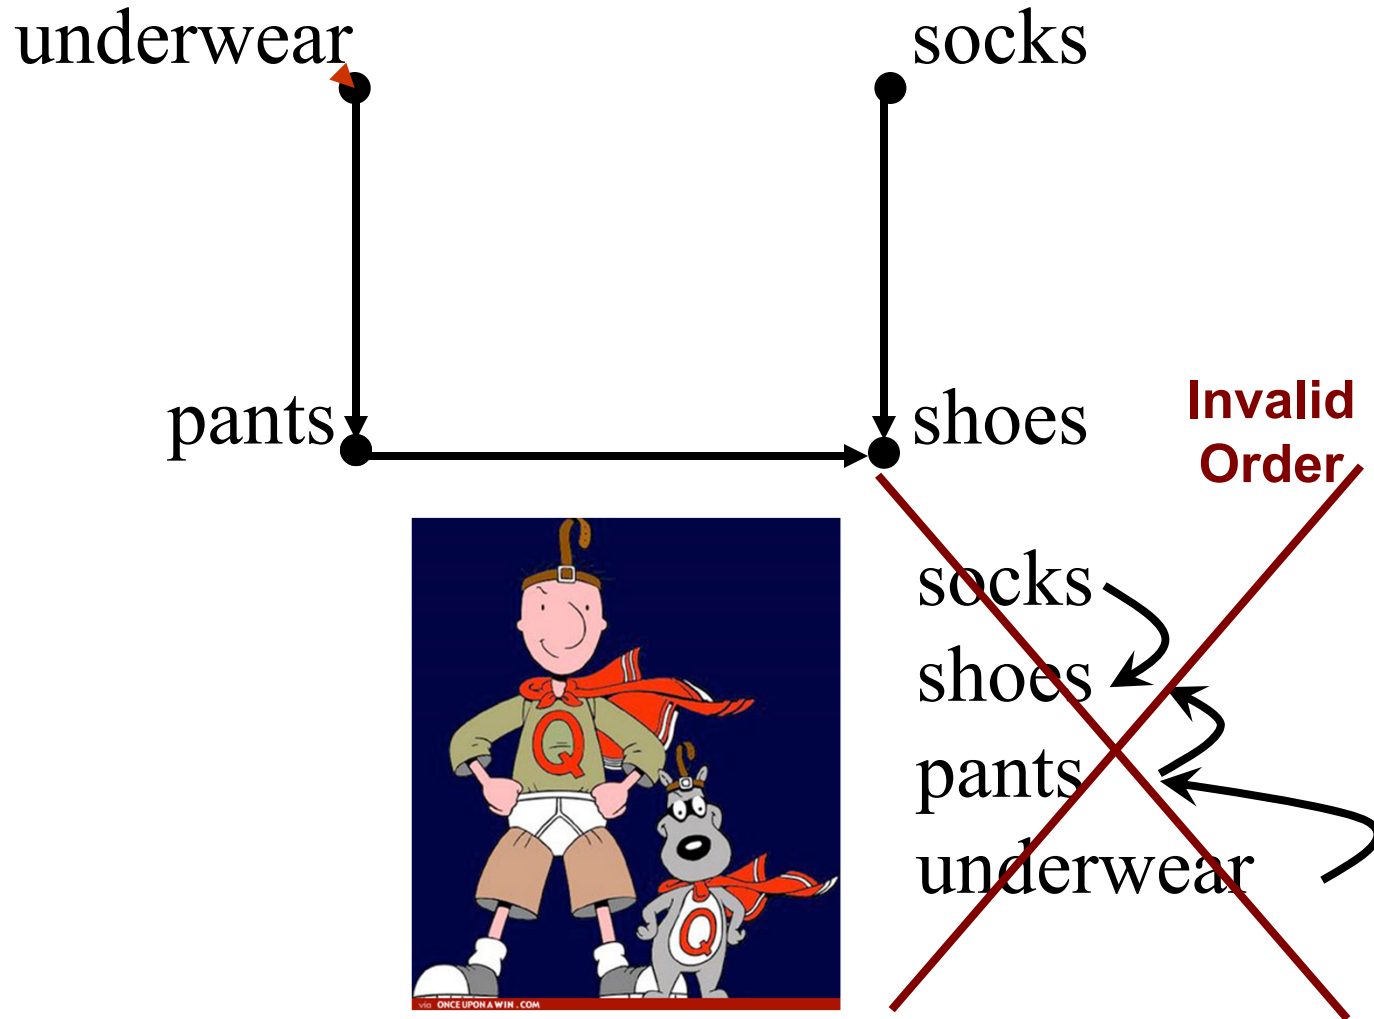 underwear
socks
pants
shoes
Invalid
Order
socks
shoes
pants
underwear
Q
Q
via ONCE UPON A WIN . COM